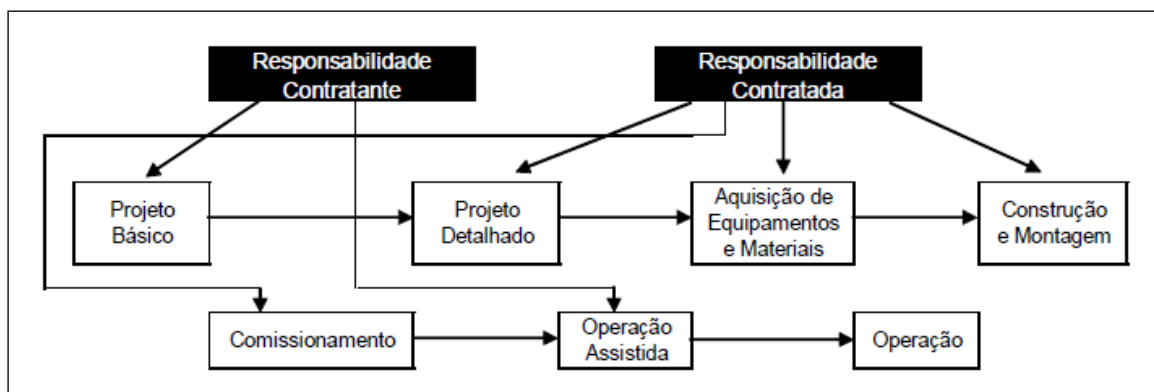 Responsabilidade
Contratante
Responsabilidade
Contratada
Projeto
Básico
Projeto
Detalhado
Aquisição de
Equipamentos
e Materiais
Construção
e Montagem
Comissionamento
Operação
Assistida
Operação